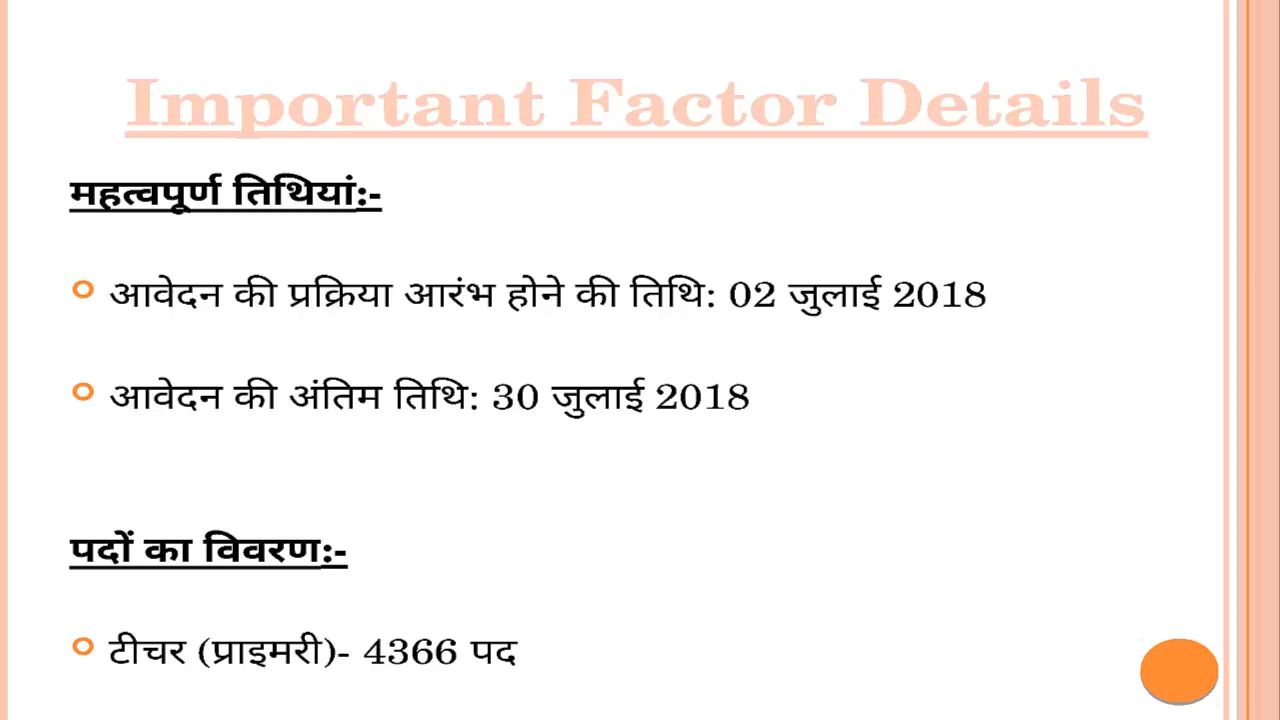 Important Factor Details
महत्वपूर्ण तिथियां:-
आवेदन की प्रक्रिया आरंभ होने की तिथि: 02 जुलाई 2018
आवेदन की अंतिम तिथि: 30 जुलाई 2018
पदों का विवरण:-
टीचर (प्राइमरी)- 4366 पद